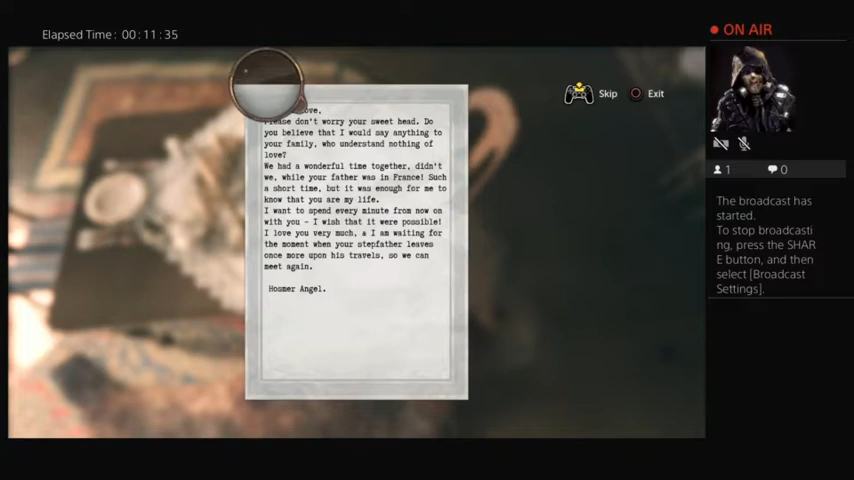 Elapsed Time : 00:11:35
ON AIR
Skip
Exit
ove,
lease don't worry your sweet head. Do
you believe that I would say anything to
your family, who understand nothing of
love?
We had a wonderful time together, didn't
we, while your father was in France! Such
a short time, but it was enough for me to
know that you are my life.
I want to spend every minute from now on
with you - I wish that it were possible!
I love you very much, a I am waiting for
the moment when your stepfather leaves
once more upon his travels, so we can
meet again.
Hosmer Angel.
1
0
The broadcast has
started.
To stop broadcasti
ng, press the SHAR
E button, and then
select [Broadcast
Settings].